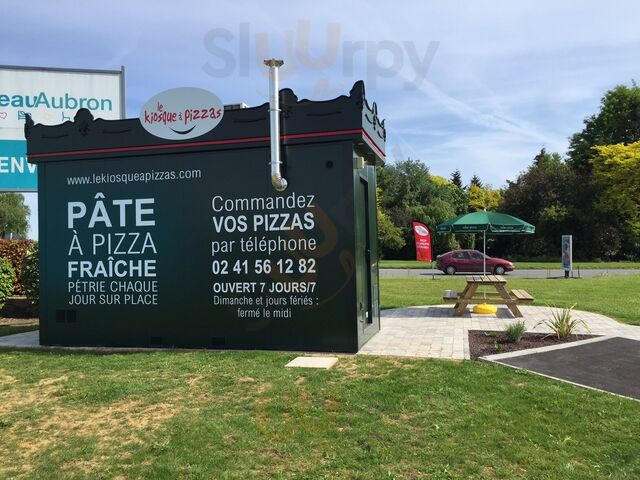 Slurpy
eauAubron
ENV
le
kiosque à pizzas
www.lekiosqueapizzas.com
PÂTE
À PIZZA
FRAÎCHE
PÉTRIE CHAQUE
JOUR SUR PLACE
Commandez
VOS PIZZAS
par téléphone
02 41 56 12 82
OUVERT 7 JOURS/7
Dimanche et jours fériés :
fermé le midi